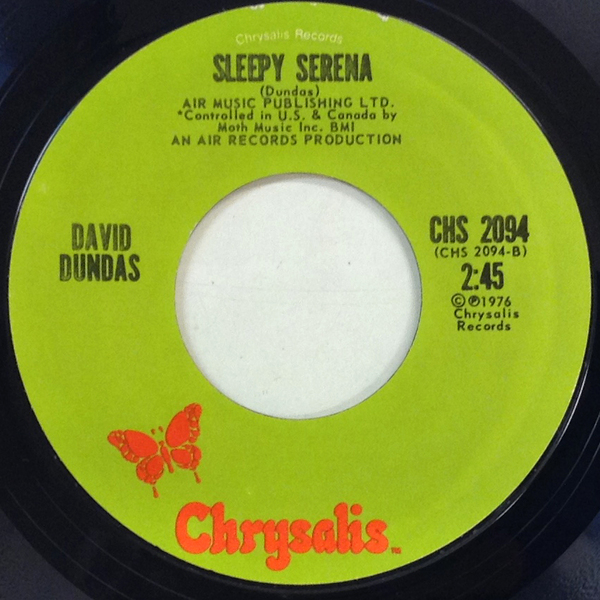 Chrysalis Records
SLEEPY SERENA
(Dundas)
AIR MUSIC PUBLISHING LTD.
*Controlled in U.S. & Canada by
Moth Music Inc. BMI
AN AIR RECORDS PRODUCTION
DAVID
DUNDAS
CHS 2094
(CHS 2094-B)
2:45
©℗1976
Chrysalis
Records
Chrysalis™